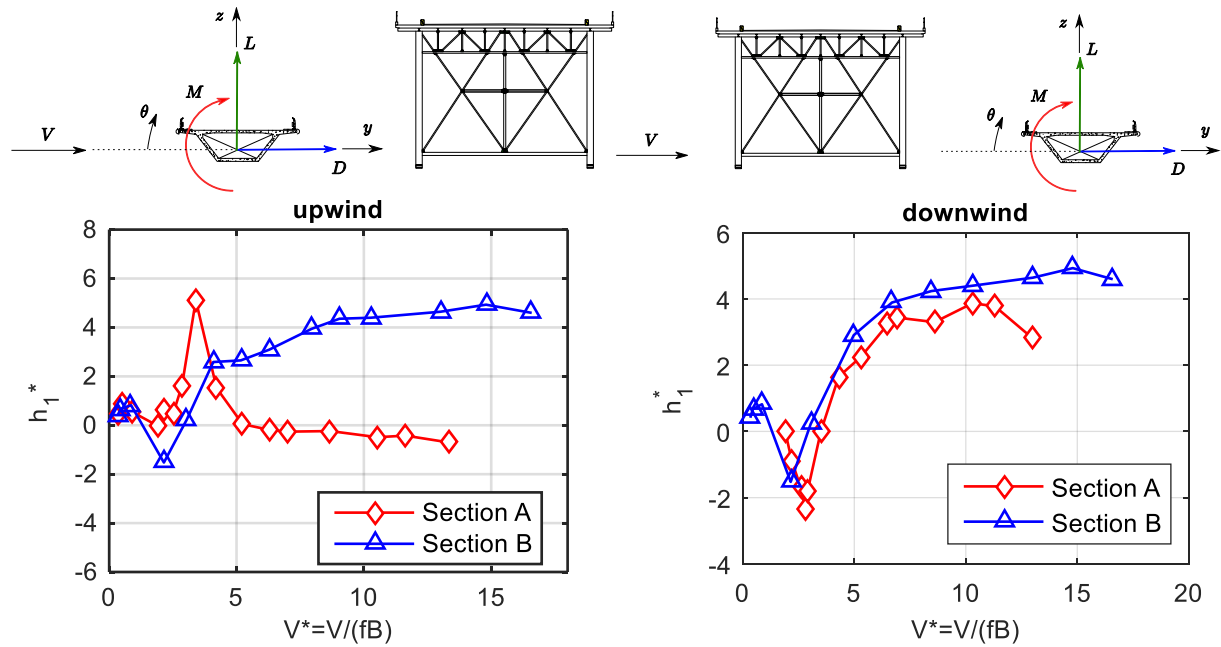 z
L
M
θ
V
y
D
V
z
L
M
θ
y
D
upwind
8
6
4
2
0
-2
-4
-6
h₁*
0
5
10
15
V*=V/(fB)
Section A
Section B
downwind
6
4
2
0
-2
-4
h₁*
0
5
10
15
20
V*=V/(fB)
Section A
Section B